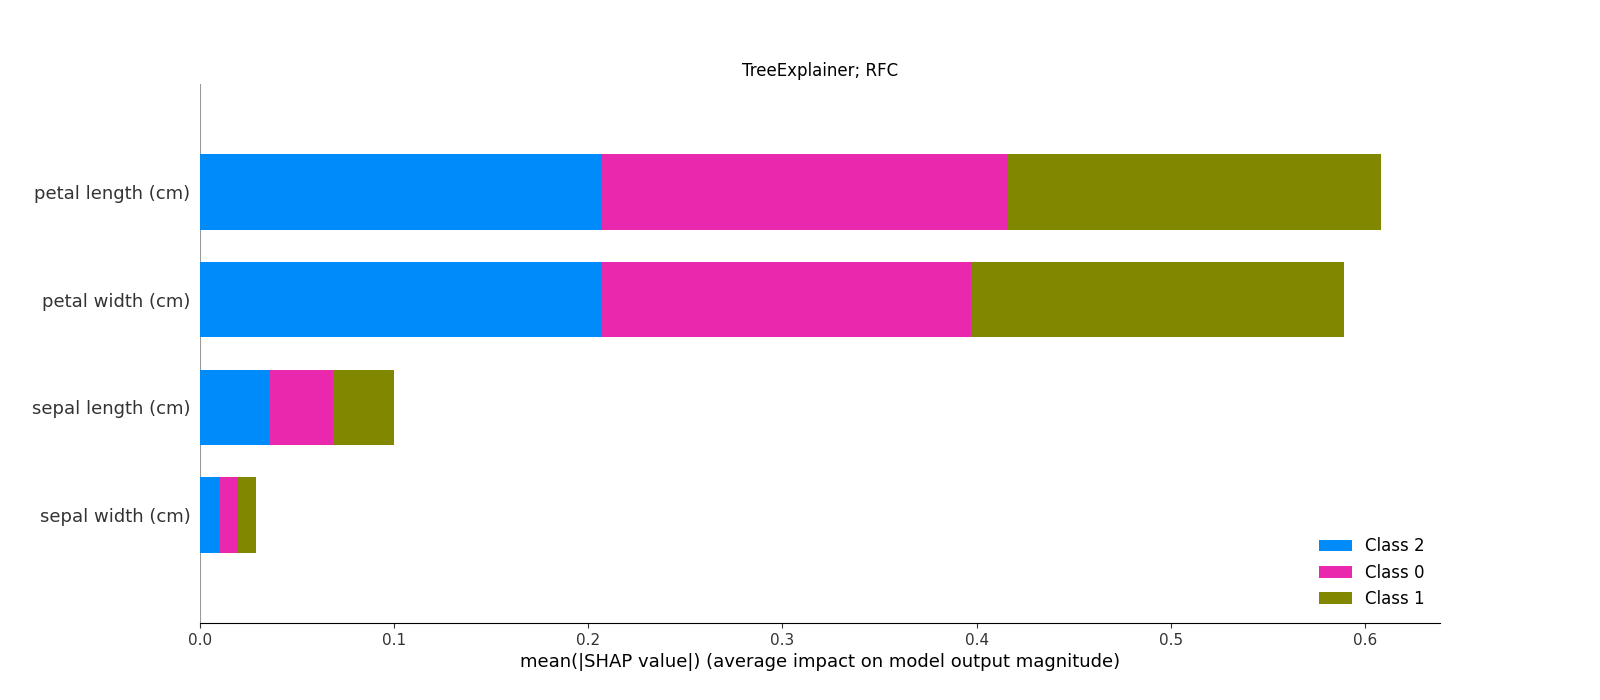 TreeExplainer; RFC
petal length (cm)
petal width (cm)
sepal length (cm)
sepal width (cm)
Class 2
Class 0
Class 1
0.0 0.1 0.2 0.3 0.4 0.5 0.6
mean(|SHAP value|) (average impact on model output magnitude)